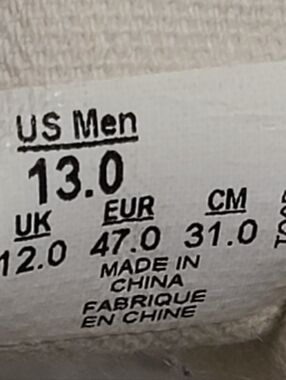 US Men
13.0
UK EUR CM
12.0 47.0 31.0
MADE IN
CHINA
FABRIQUE
EN CHINE